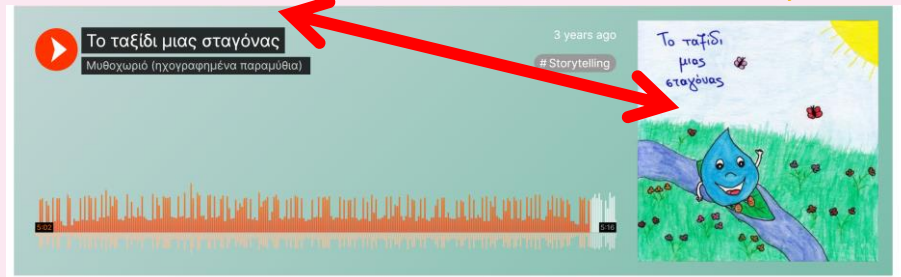 Το ταξίδι μιας σταγόνας
3 years ago
Μυθοχωριό (ηχογραφημένα παραμύθια)
# Storytelling
Το ταξίδι
μιας
σταγόνας
5:02
5:16